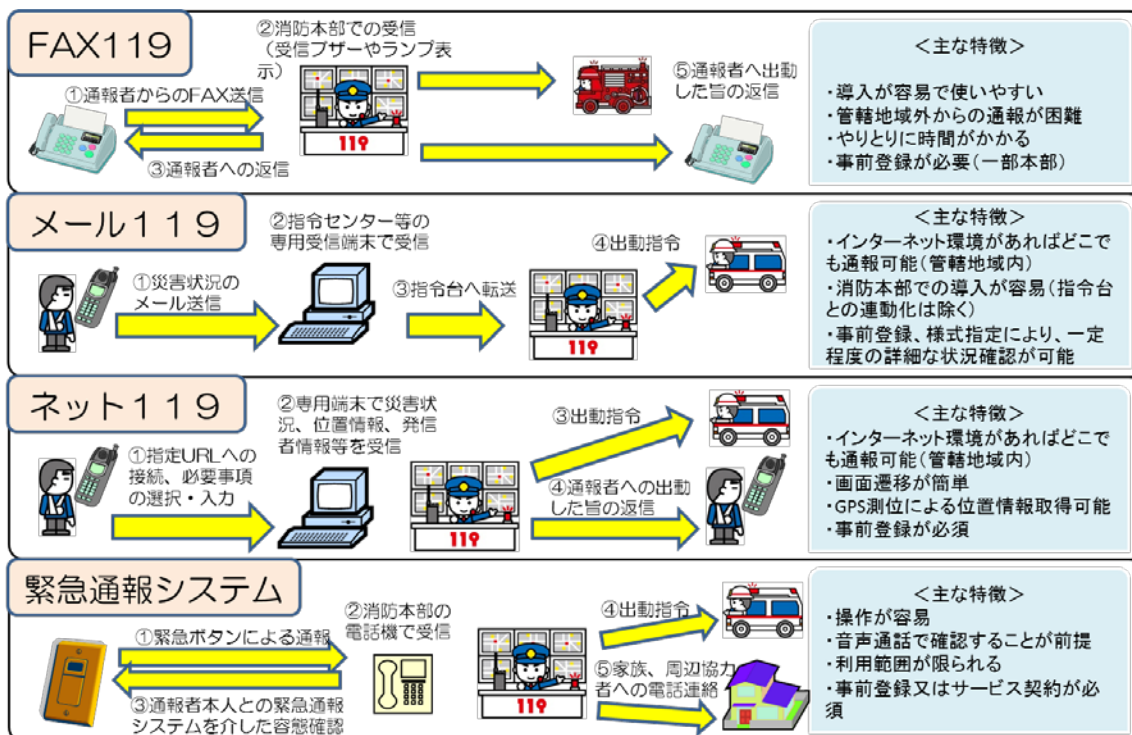 FAX119
①通報者からのFAX送信
②消防本部での受信
（受信ブザーやランプ表
示）
119
③通報者への返信
⑤通報者へ出動
した旨の返信
＜主な特徴＞
・導入が容易で使いやすい
・管轄地域外からの通報が困難
・やりとりに時間がかかる
・事前登録が必要（一部本部）
メール１１９
①災害状況の
メール送信
②指令センター等の
専用受信端末で受信
③指令台へ転送
119
④出動指令
＜主な特徴＞
・インターネット環境があればどこで
も通報可能（管轄地域内）
・消防本部での導入が容易（指令台
との連動化は除く）
・事前登録、様式指定により、一定
程度の詳細な状況確認が可能
ネット１１９
①指定URLへの
接続、必要事項
の選択・入力
②専用端末で災害状
況、位置情報、発信
者情報等を受信
119
③出動指令
④通報者への出動
した旨の返信
＜主な特徴＞
・インターネット環境があればどこで
も通報可能（管轄地域内）
・画面遷移が簡単
・GPS測位による位置情報取得可能
・事前登録が必須
緊急通報システム
①緊急ボタンによる通報
②消防本部の
電話機で受信
③通報者本人との緊急通報
システムを介した容態確認
119
④出動指令
⑤家族、周辺協力
者への電話連絡
＜主な特徴＞
・操作が容易
・音声通話で確認することが前提
・利用範囲が限られる
・事前登録又はサービス契約が必
須